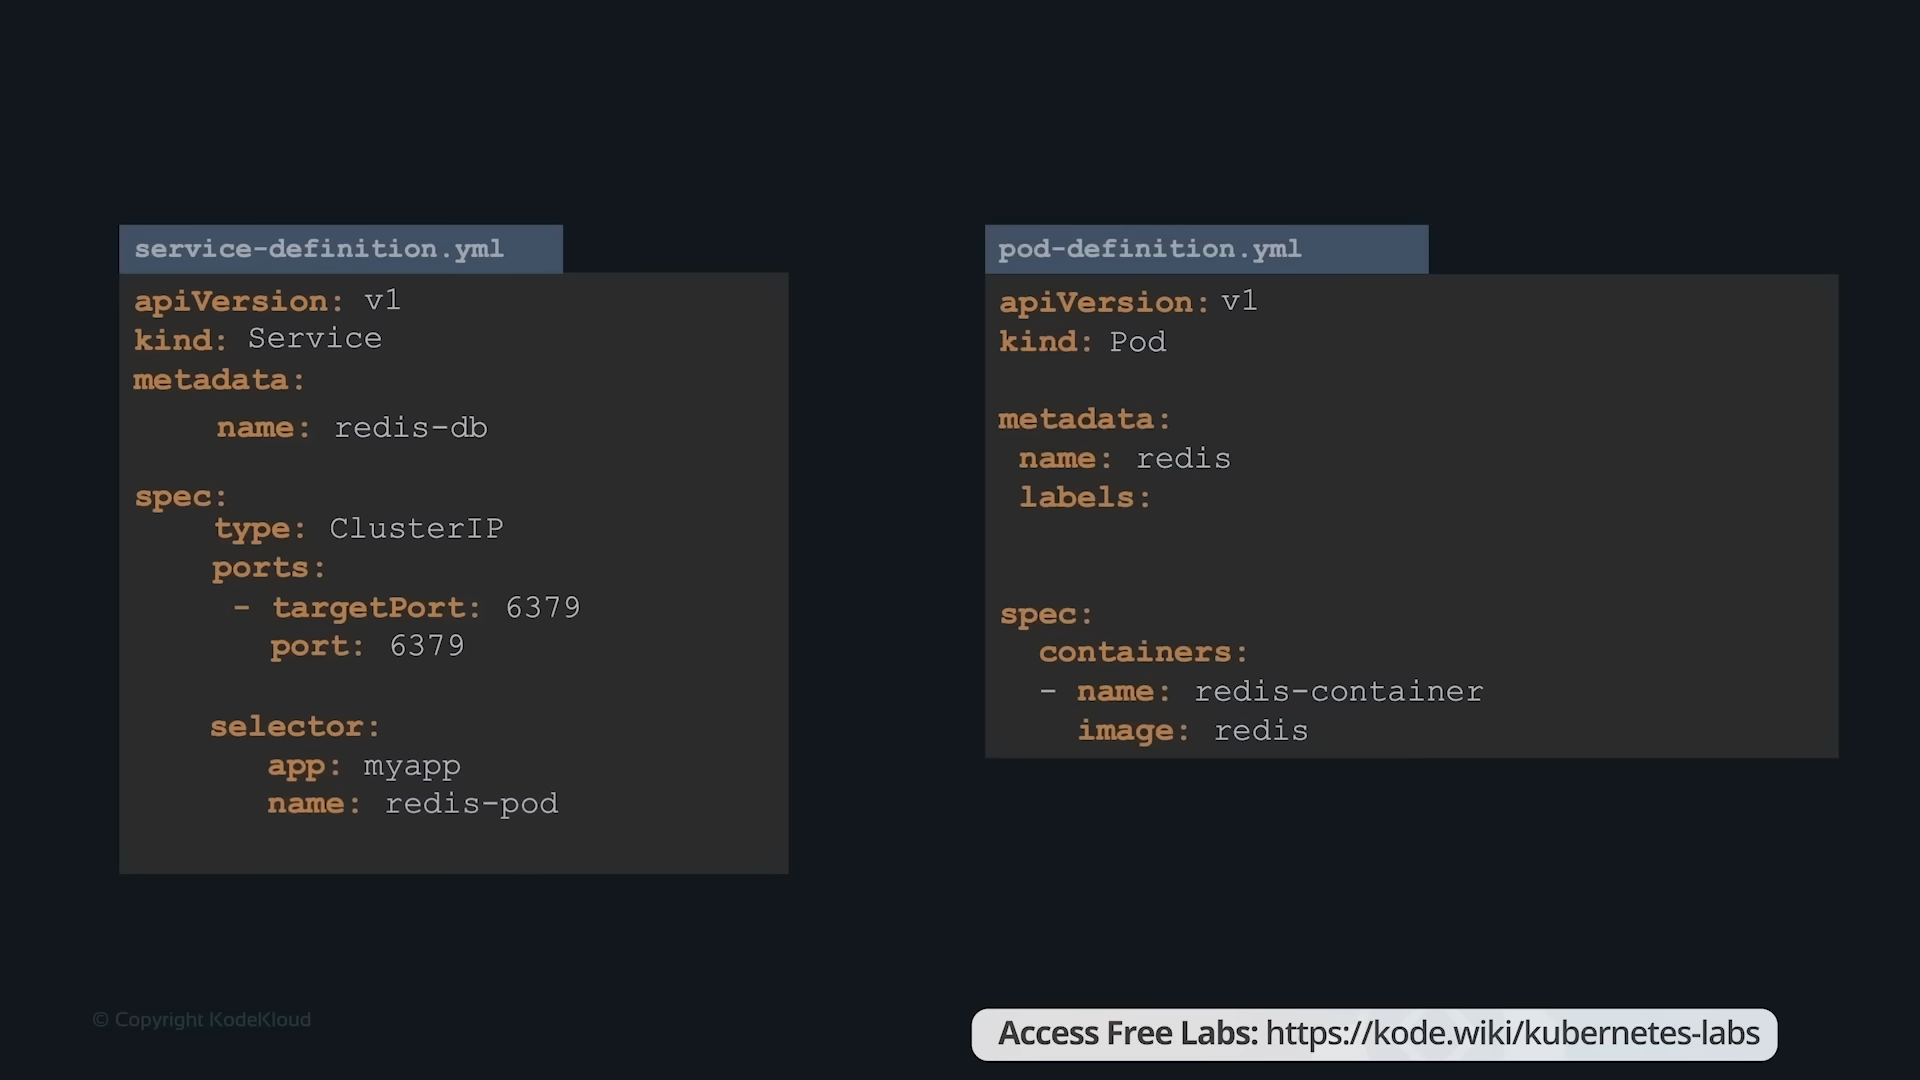 service-definition.yml
apiVersion: v1
kind: Service
metadata:
name: redis-db
spec:
type: ClusterIP
ports:
- targetPort: 6379
port: 6379
selector:
app: myapp
name: redis-pod
pod-definition.yml
apiVersion: v1
kind: Pod
metadata:
name: redis
labels:
spec:
containers:
- name: redis-container
image: redis
© Copyright KodeKloud
Access Free Labs: https://kode.wiki/kubernetes-labs